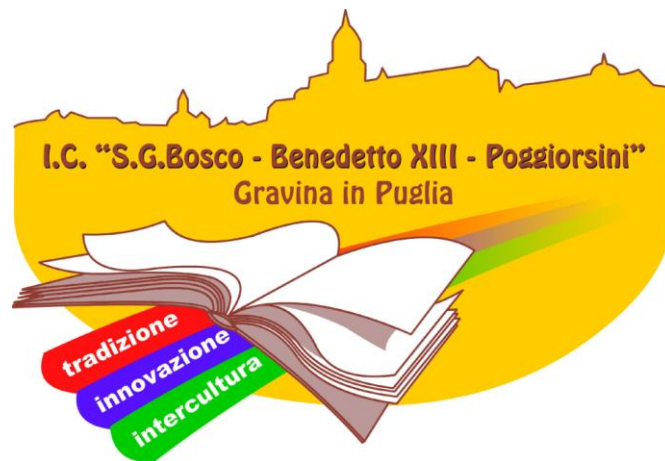 I.C. “S.G.Bosco - Benedetto XIII - Poggiorsini”
Gravina in Puglia
tradizione
innovazione
intercultura